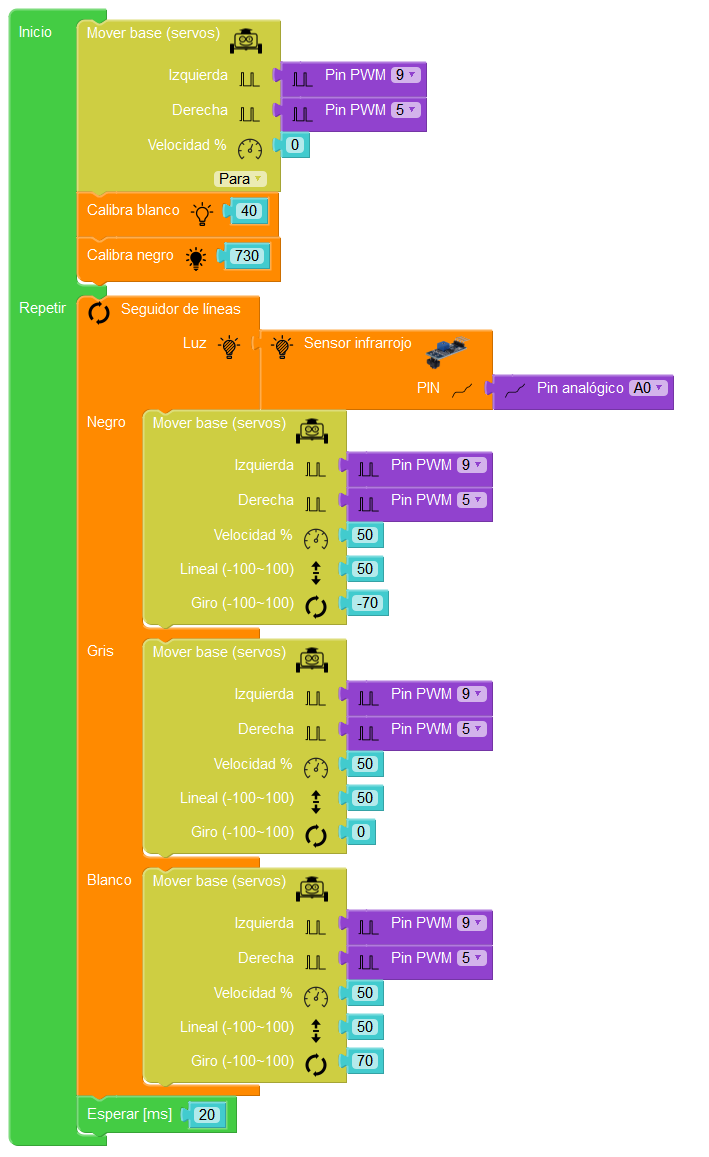 Inicio
Mover base (servos)
Izquierda Pin PWM 9
Derecha Pin PWM 5
Velocidad % 0
Para
Calibra blanco 40
Calibra negro 730
Repetir Seguidor de líneas
Luz Sensor infrarrojo
PIN Pin analógico A0
Negro Mover base (servos)
Izquierda Pin PWM 9
Derecha Pin PWM 5
Velocidad % 50
Lineal (-100~100) 50
Giro (-100~100) -70
Gris Mover base (servos)
Izquierda Pin PWM 9
Derecha Pin PWM 5
Velocidad % 50
Lineal (-100~100) 50
Giro (-100~100) 0
Blanco Mover base (servos)
Izquierda Pin PWM 9
Derecha Pin PWM 5
Velocidad % 50
Lineal (-100~100) 50
Giro (-100~100) 70
Esperar [ms] 20